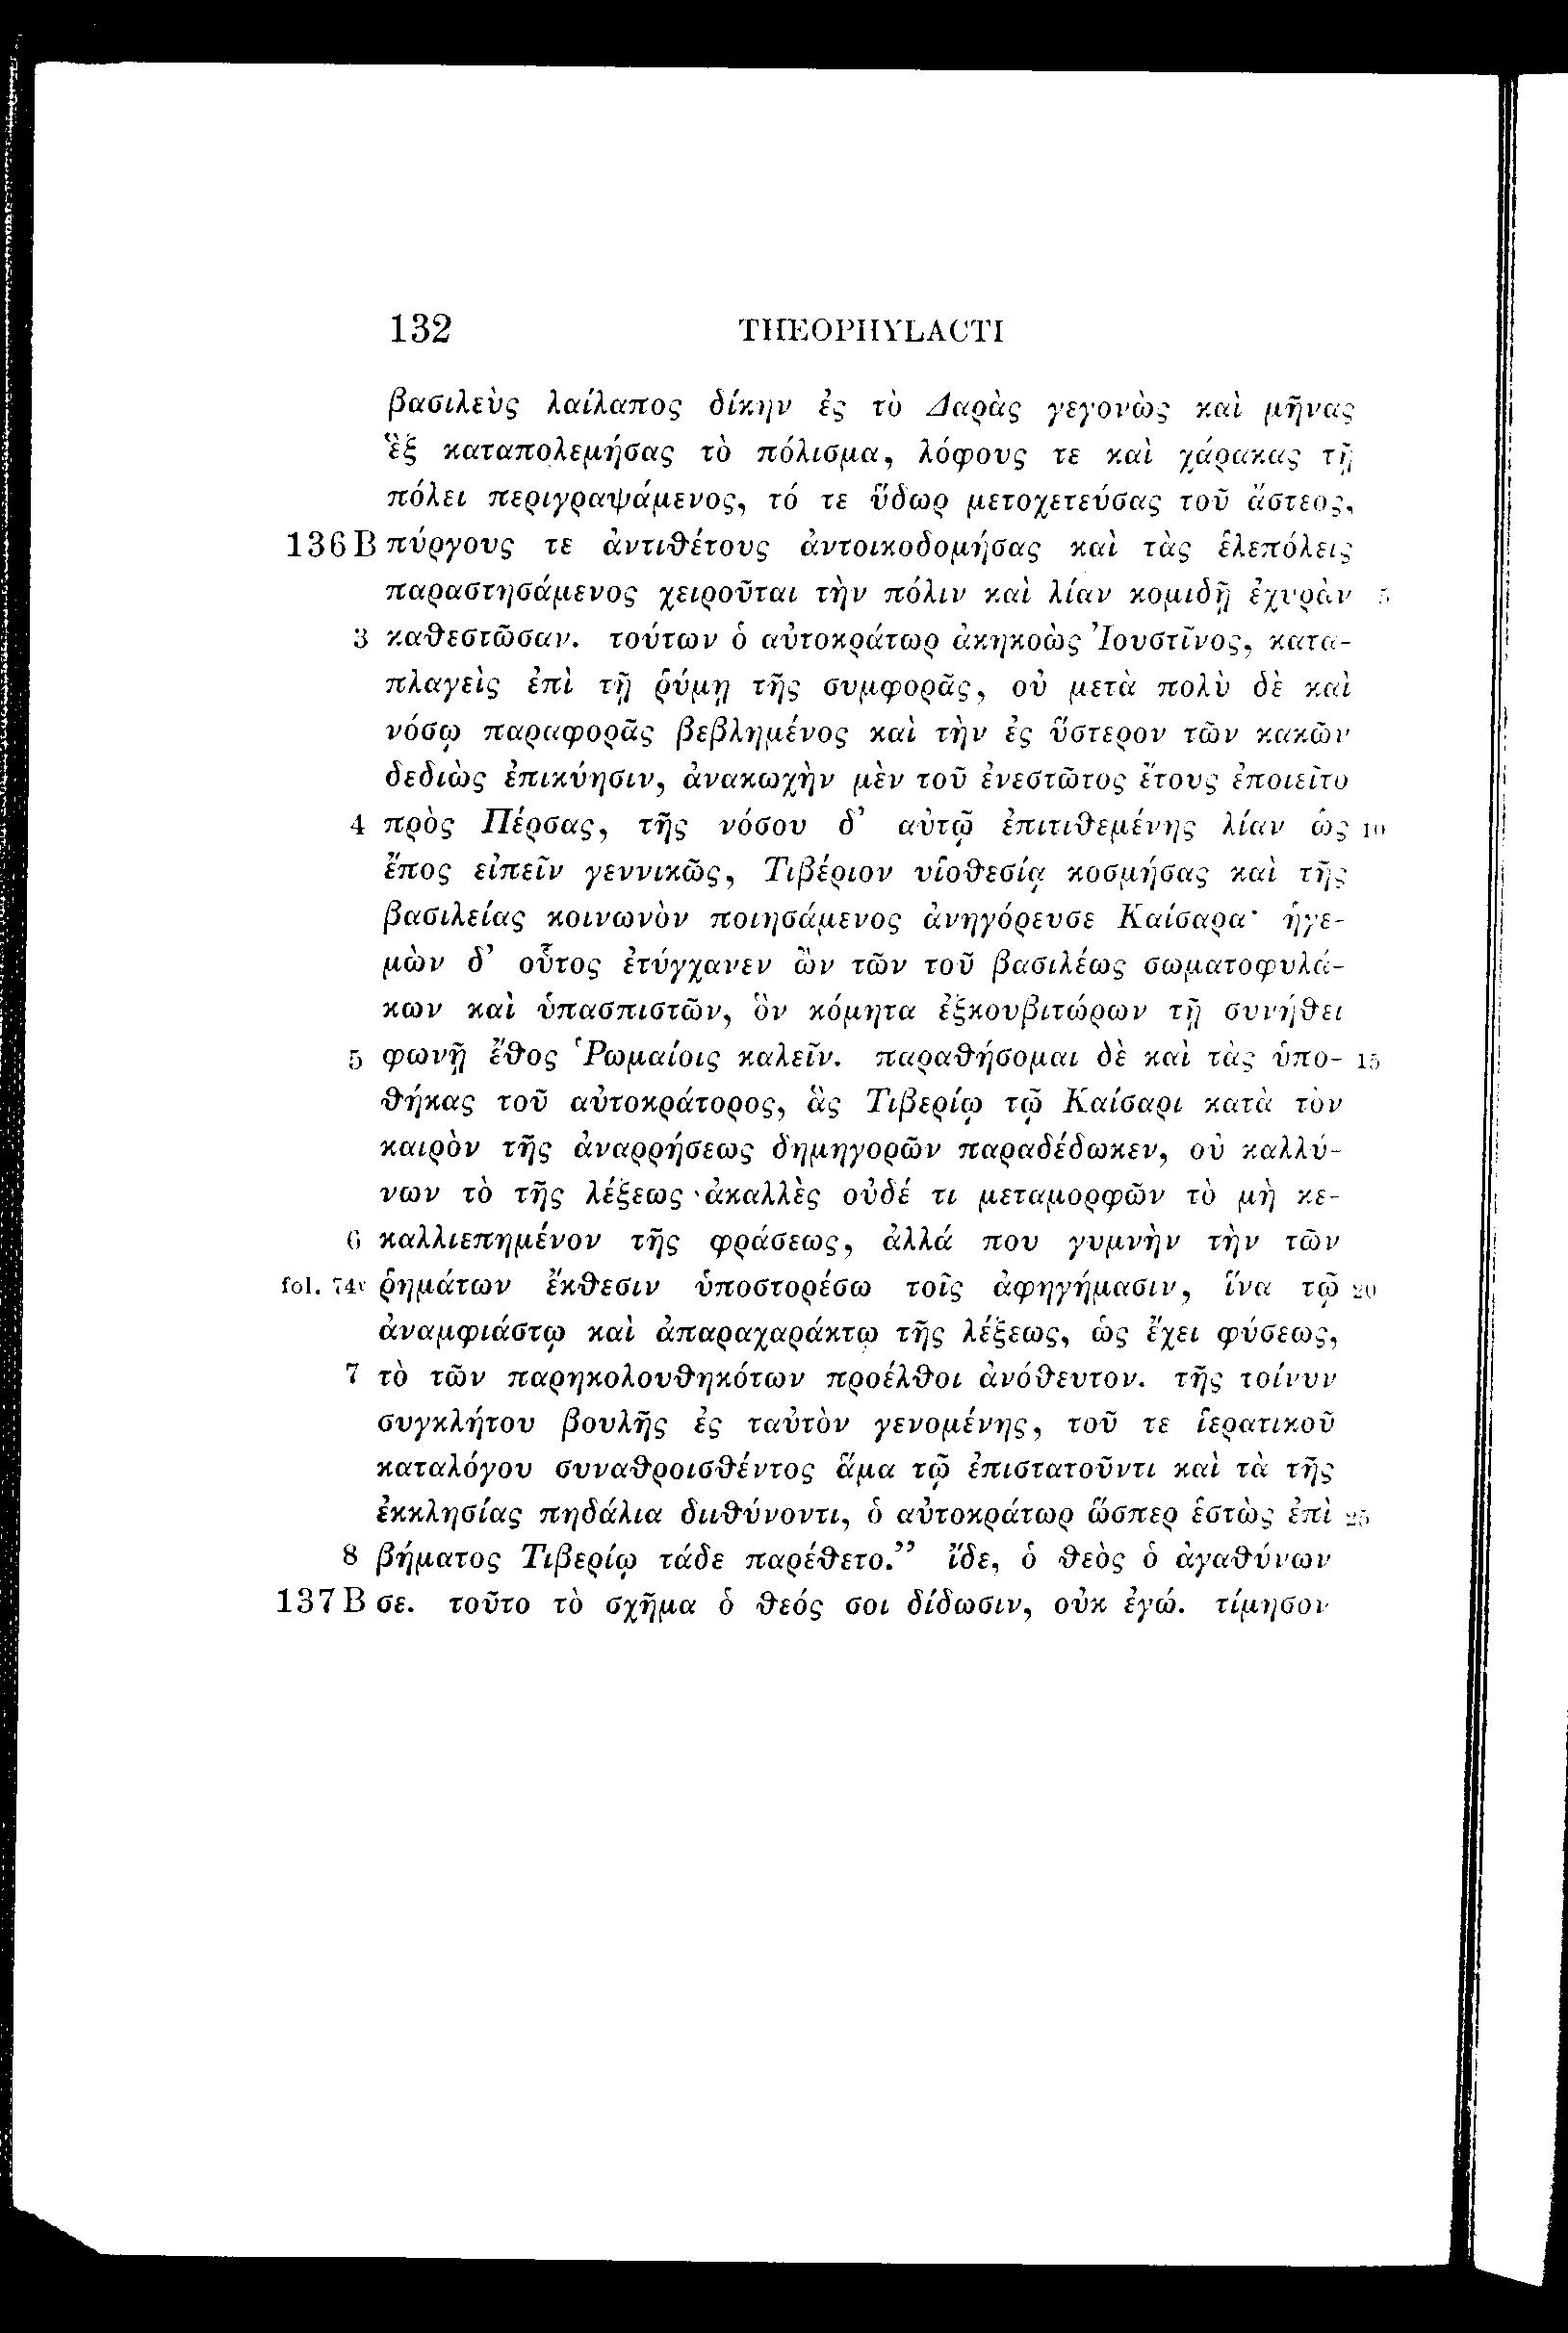 132 THEOPHYLACTI
βασιλεὺς λαίλαπος δίκην ἐς τὸ Δαρὰς γεγονὼς καὶ μῆνας
ἓξ καταπολεμήσας τὸ πόλισμα, λόφους τε καὶ χάρακας τῇ
πόλει περιγραψάμενος, τό τε ὕδωρ μετοχετεύσας τοῦ ἄστεος,
136 B πύργους τε ἀντιθέτους ἀντοικοδομήσας καὶ τὰς ἑλεπόλεις
παραστησάμενος χειροῦται τὴν πόλιν καὶ λίαν κομιδῇ ἐχυρὰν 5
3 καθεστῶσαν. τούτων ὁ αὐτοκράτωρ ἀκηκοὼς Ἰουστῖνος, κατα-
πλαγεὶς ἐπὶ τῇ ῥύμῃ τῆς συμφορᾶς, οὐ μετὰ πολὺ δὲ καὶ
νόσῳ παραφορᾶς βεβλημένος καὶ τὴν ἐς ὕστερον τῶν κακῶν
δεδιὼς ἐπικύησιν, ἀνακωχὴν μὲν τοῦ ἐνεστῶτος ἔτους ἐποιεῖτο
4 πρὸς Πέρσας, τῆς νόσου δ’ αὐτῷ ἐπιτιθεμένης λίαν ὡς 10
ἔπος εἰπεῖν γεννικῶς, Τιβέριον υἱοθεσίᾳ κοσμήσας καὶ τῆς
βασιλείας κοινωνὸν ποιησάμενος ἀνηγόρευσε Καίσαρα· ἡγε-
μὼν δ’ οὗτος ἐτύγχανεν ὢν τῶν τοῦ βασιλέως σωματοφυλά-
κων καὶ ὑπασπιστῶν, ὃν κόμητα ἐξκουβιτώρων τῇ συνήθει
5 φωνῇ ἔθος Ῥωμαίοις καλεῖν. παραθήσομαι δὲ καὶ τὰς ὑπο- 15
θήκας τοῦ αὐτοκράτορος, ἃς Τιβερίῳ τῷ Καίσαρι κατὰ τὸν
καιρὸν τῆς ἀναρρήσεως δημηγορῶν παραδέδωκεν, οὐ καλλύ-
νων τὸ τῆς λέξεως ἀκαλλὲς οὐδέ τι μεταμορφῶν τὸ μὴ κε-
6 καλλιεπημένον τῆς φράσεως, ἀλλά που γυμνὴν τὴν τῶν
fol. 74v ῥημάτων ἔκθεσιν ὑποστορέσω τοῖς ἀφηγήμασιν, ἵνα τῷ 20
ἀναμφιάστῳ καὶ ἀπαραχαράκτῳ τῆς λέξεως, ὡς ἔχει φύσεως,
7 τὸ τῶν παρηκολουθηκότων προέλθοι ἀνόθευτον. τῆς τοίνυν
συγκλήτου βουλῆς ἐς ταὐτὸν γενομένης, τοῦ τε ἱερατικοῦ
καταλόγου συναθροισθέντος ἅμα τῷ ἐπιστατοῦντι καὶ τὰ τῆς
ἐκκλησίας πηδάλια διιθύνοντι, ὁ αὐτοκράτωρ ὥσπερ ἑστὼς ἐπὶ 25
8 βήματος Τιβερίῳ τάδε παρέθετο.” ἴδε, ὁ θεὸς ὁ ἀγαθύνων
137 B σε. τοῦτο τὸ σχῆμα ὁ θεός σοι δίδωσιν, οὐκ ἐγώ. τίμησον